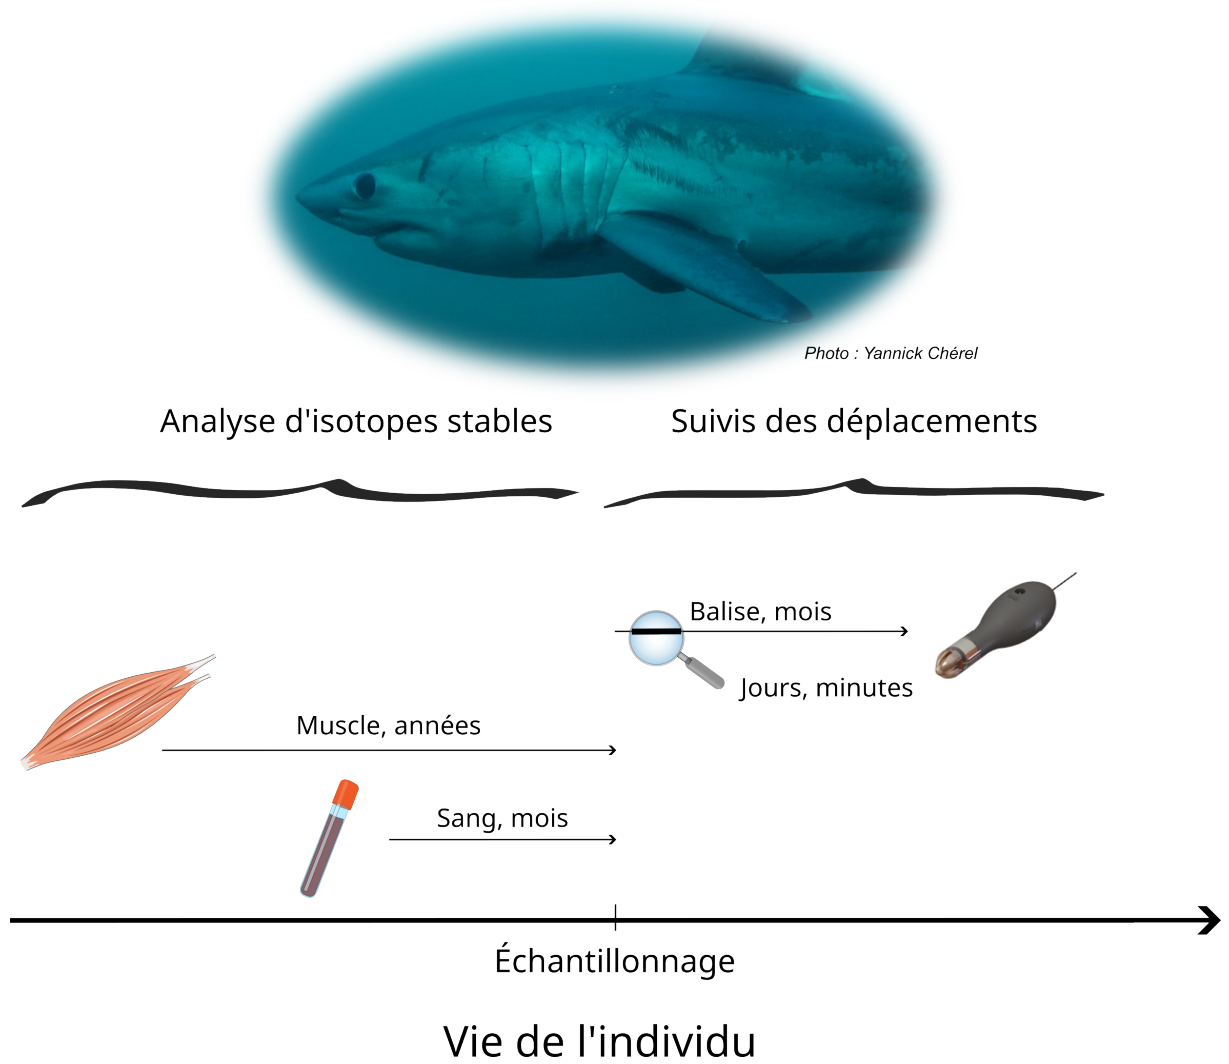 Photo : Yannick Chérel
Analyse d'isotopes stables
Suivis des déplacements
Balise, mois
Jours, minutes
Muscle, années
Sang, mois
Échantillonnage
Vie de l'individu